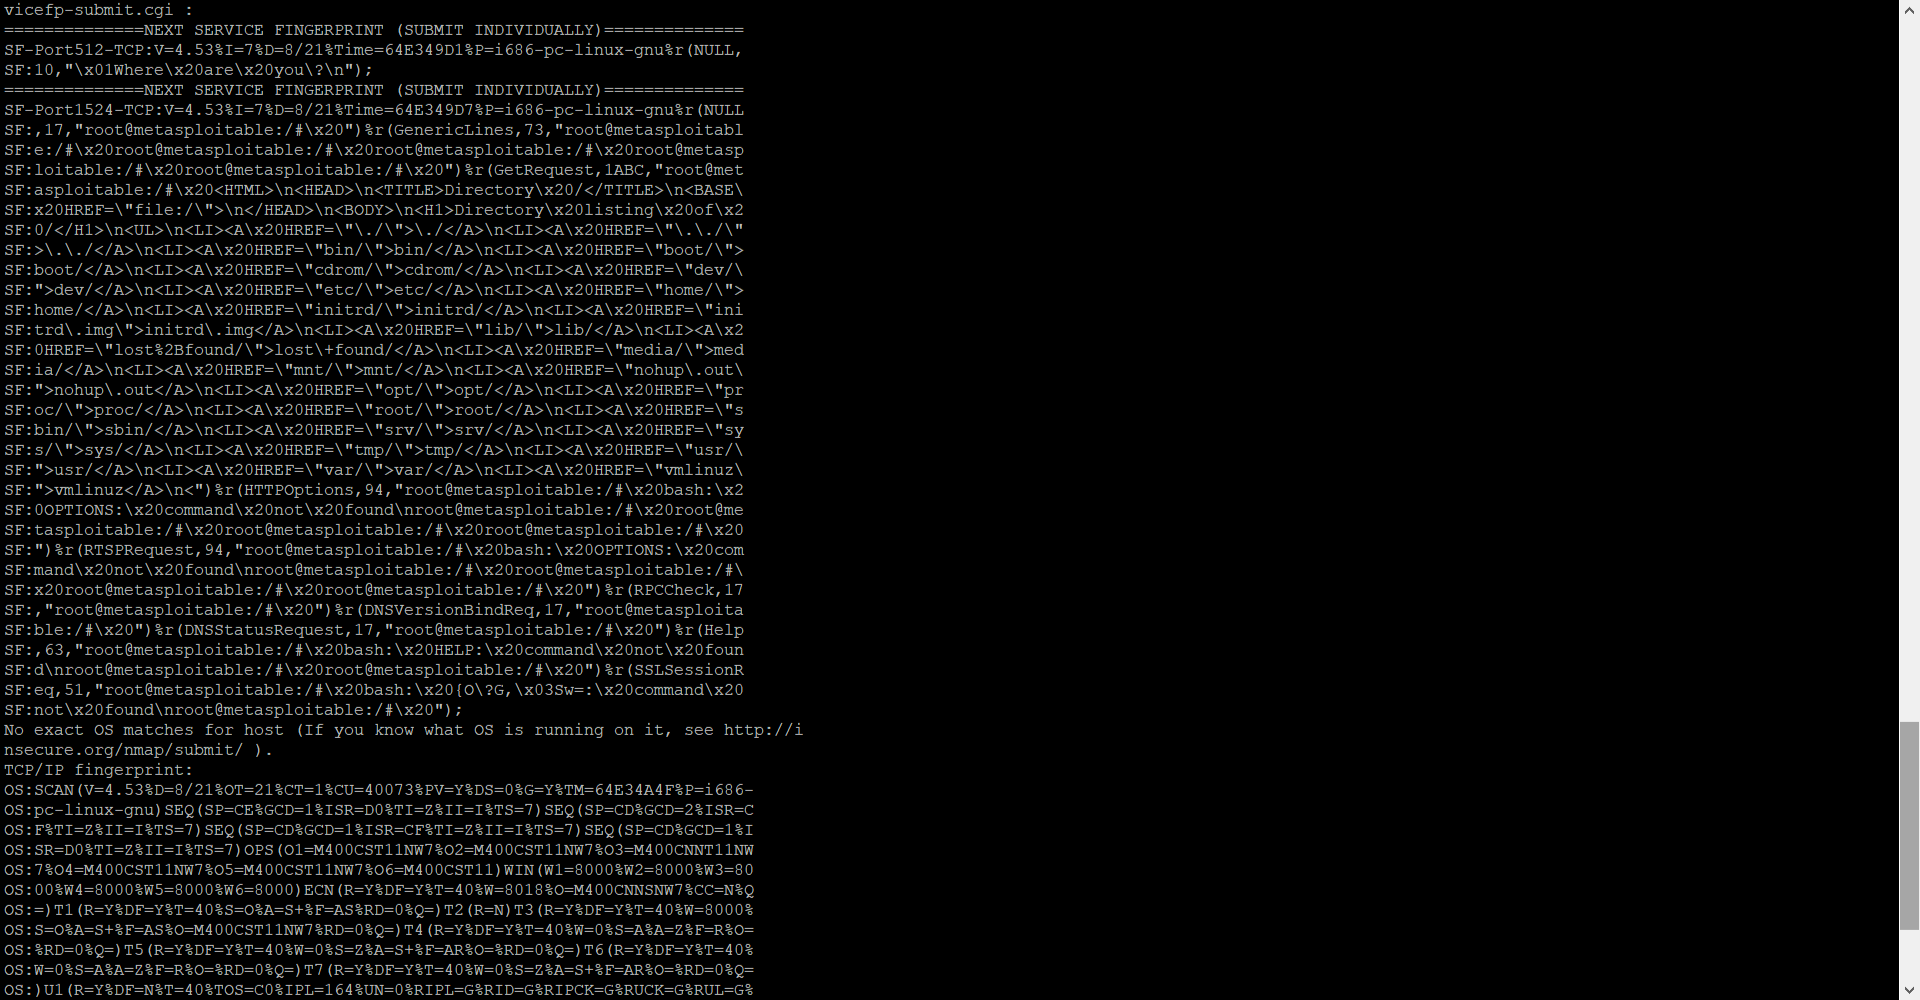 vicefp-submit.cgi :
==============NEXT SERVICE FINGERPRINT (SUBMIT INDIVIDUALLY)==============
SF-Port512-TCP:V=4.53%I=7%D=8/21%Time=64E349D1%P=i686-pc-linux-gnu%r(NULL,
SF:10,"\x01Where\x20are\x20you\?\n");
==============NEXT SERVICE FINGERPRINT (SUBMIT INDIVIDUALLY)==============
SF-Port1524-TCP:V=4.53%I=7%D=8/21%Time=64E349D7%P=i686-pc-linux-gnu%r(NULL
SF:,17,"root@metasploitable:/#\x20")%r(GenericLines,73,"root@metasploitabl
SF:e:/#\x20root@metasploitable:/#\x20root@metasploitable:/#\x20root@metasp
SF:loitable:/#\x20root@metasploitable:/#\x20")%r(GetRequest,1ABC,"root@met
SF:asploitable:/#\x20<HTML>\n<HEAD>\n<TITLE>Directory\x20/</TITLE>\n<BASE\
SF:x20HREF=\"file:/\">\n</HEAD>\n<BODY>\n<H1>Directory\x20listing\x20of\x2
SF:0/</H1>\n<UL>\n<LI><A\x20HREF=\"\./\">\./</A>\n<LI><A\x20HREF=\"\.\./\"
SF:>\.\./</A>\n<LI><A\x20HREF=\"bin/\">bin/</A>\n<LI><A\x20HREF=\"boot/\">
SF:boot/</A>\n<LI><A\x20HREF=\"cdrom/\">cdrom/</A>\n<LI><A\x20HREF=\"dev/\
SF:">dev/</A>\n<LI><A\x20HREF=\"etc/\">etc/</A>\n<LI><A\x20HREF=\"home/\">
SF:home/</A>\n<LI><A\x20HREF=\"initrd/\">initrd/</A>\n<LI><A\x20HREF=\"ini
SF:trd\.img\">initrd\.img</A>\n<LI><A\x20HREF=\"lib/\">lib/</A>\n<LI><A\x2
SF:0HREF=\"lost%2Bfound/\">lost\+found/</A>\n<LI><A\x20HREF=\"media/\">med
SF:ia/</A>\n<LI><A\x20HREF=\"mnt/\">mnt/</A>\n<LI><A\x20HREF=\"nohup\.out\
SF:">nohup\.out</A>\n<LI><A\x20HREF=\"opt/\">opt/</A>\n<LI><A\x20HREF=\"pr
SF:oc/\">proc/</A>\n<LI><A\x20HREF=\"root/\">root/</A>\n<LI><A\x20HREF=\"s
SF:bin/\">sbin/</A>\n<LI><A\x20HREF=\"srv/\">srv/</A>\n<LI><A\x20HREF=\"sy
SF:s/\">sys/</A>\n<LI><A\x20HREF=\"tmp/\">tmp/</A>\n<LI><A\x20HREF=\"usr/\
SF:">usr/</A>\n<LI><A\x20HREF=\"var/\">var/</A>\n<LI><A\x20HREF=\"vmlinuz\
SF:">vmlinuz</A>\n<")%r(HTTPOptions,94,"root@metasploitable:/#\x20bash:\x2
SF:0OPTIONS:\x20command\x20not\x20found\nroot@metasploitable:/#\x20root@me
SF:tasploitable:/#\x20root@metasploitable:/#\x20root@metasploitable:/#\x20
SF:")%r(RTSPRequest,94,"root@metasploitable:/#\x20bash:\x20OPTIONS:\x20com
SF:mand\x20not\x20found\nroot@metasploitable:/#\x20root@metasploitable:/#\
SF:x20root@metasploitable:/#\x20root@metasploitable:/#\x20")%r(RPCCheck,17
SF:,"root@metasploitable:/#\x20")%r(DNSVersionBindReq,17,"root@metasploita
SF:ble:/#\x20")%r(DNSStatusRequest,17,"root@metasploitable:/#\x20")%r(Help
SF:,63,"root@metasploitable:/#\x20bash:\x20HELP:\x20command\x20not\x20foun
SF:d\nroot@metasploitable:/#\x20root@metasploitable:/#\x20")%r(SSLSessionR
SF:eq,51,"root@metasploitable:/#\x20bash:\x20{O\?G,\x03Sw=:\x20command\x20
SF:not\x20found\nroot@metasploitable:/#\x20");
No exact OS matches for host (If you know what OS is running on it, see http://i
nsecure.org/nmap/submit/ ).
TCP/IP fingerprint:
OS:SCAN(V=4.53%D=8/21%OT=21%CT=1%CU=40073%PV=Y%DS=0%G=Y%TM=64E34A4F%P=i686-
OS:pc-linux-gnu)SEQ(SP=CE%GCD=1%ISR=D0%TI=Z%II=I%TS=7)SEQ(SP=CD%GCD=2%ISR=C
OS:F%TI=Z%II=I%TS=7)SEQ(SP=CD%GCD=1%ISR=CF%TI=Z%II=I%TS=7)SEQ(SP=CD%GCD=1%I
OS:SR=D0%TI=Z%II=I%TS=7)OPS(O1=M400CST11NW7%O2=M400CST11NW7%O3=M400CNNT11NW
OS:7%O4=M400CST11NW7%O5=M400CST11NW7%O6=M400CST11)WIN(W1=8000%W2=8000%W3=80
OS:00%W4=8000%W5=8000%W6=8000)ECN(R=Y%DF=Y%T=40%W=8018%O=M400CNNSNW7%CC=N%Q
OS:=)T1(R=Y%DF=Y%T=40%S=O%A=S+%F=AS%RD=0%Q=)T2(R=N)T3(R=Y%DF=Y%T=40%W=8000%
OS:S=O%A=S+%F=AS%O=M400CST11NW7%RD=0%Q=)T4(R=Y%DF=Y%T=40%W=0%S=A%A=Z%F=R%O=
OS:%RD=0%Q=)T5(R=Y%DF=Y%T=40%W=0%S=Z%A=S+%F=AR%O=%RD=0%Q=)T6(R=Y%DF=Y%T=40%
OS:W=0%S=A%A=Z%F=R%O=%RD=0%Q=)T7(R=Y%DF=Y%T=40%W=0%S=Z%A=S+%F=AR%O=%RD=0%Q=
OS:)U1(R=Y%DF=N%T=40%TOS=C0%IPL=164%UN=0%RIPL=G%RID=G%RIPCK=G%RUCK=G%RUL=G%